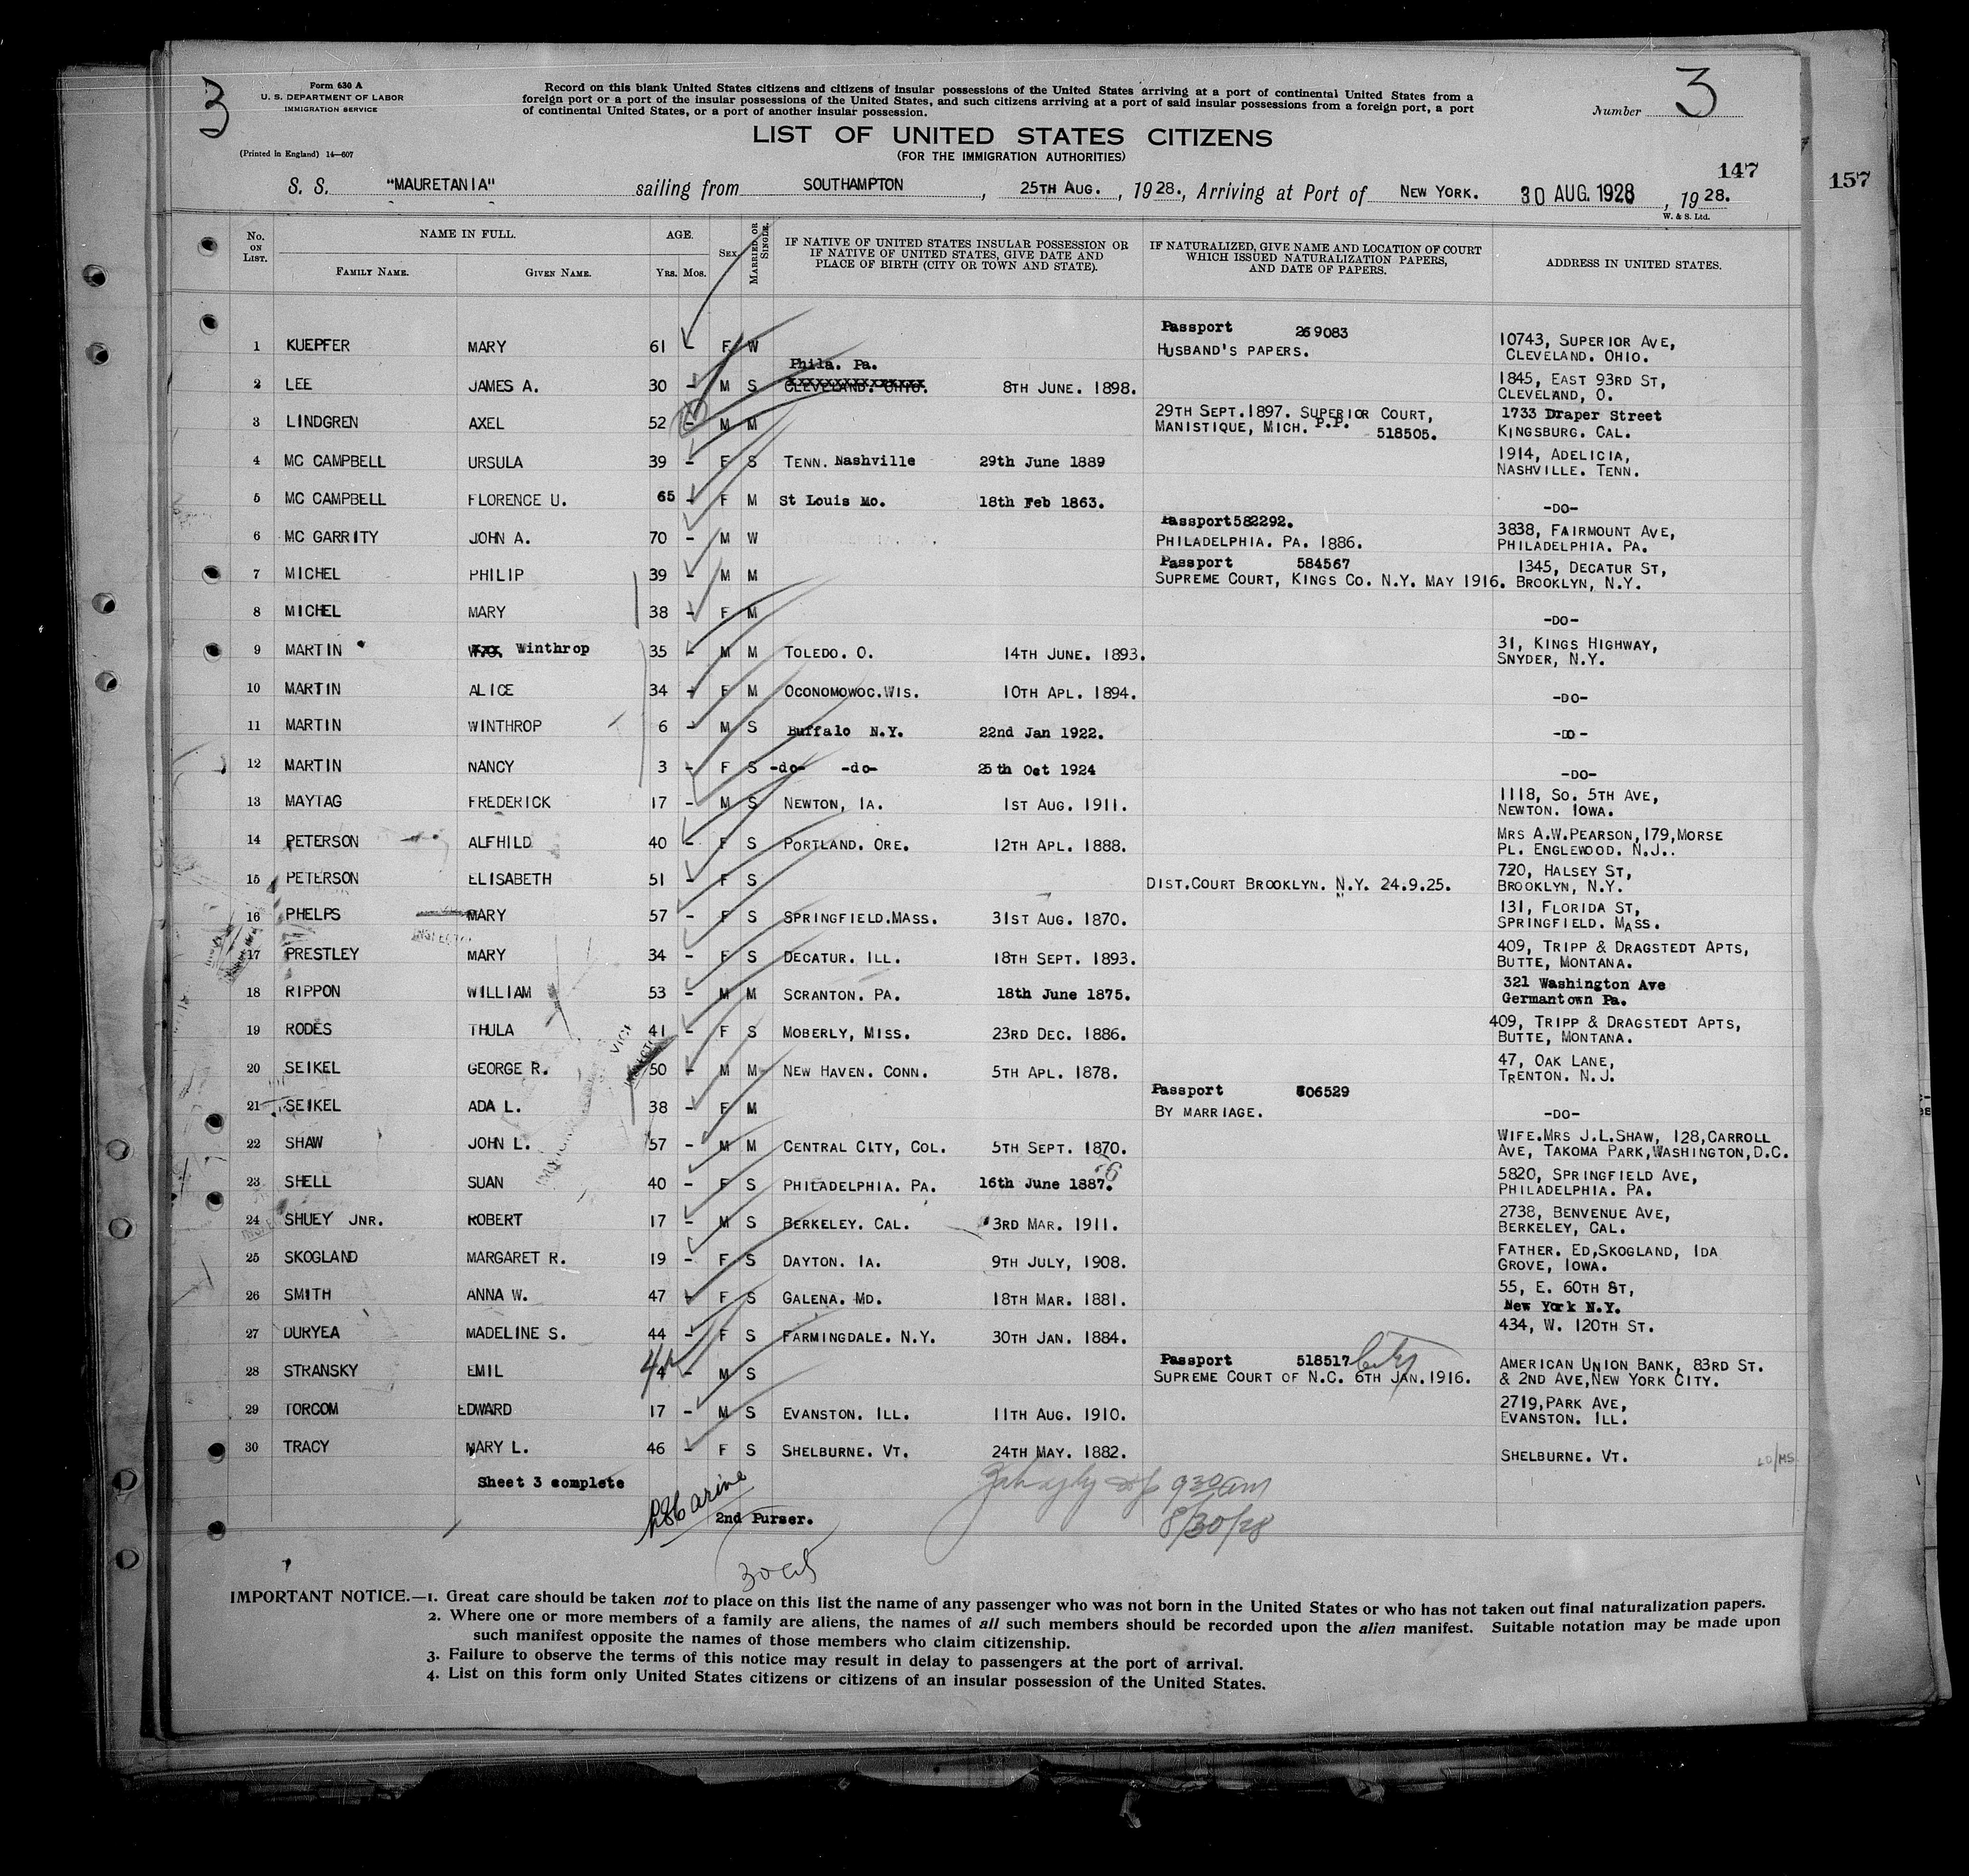 3
Form 630 A
U. S. DEPARTMENT OF LABOR
IMMIGRATION SERVICE
(Printed in England) 14—607
Record on this blank United States citizens and citizens of insular possessions of the United States arriving at a port of continental United States from a
foreign port or a port of the insular possessions of the United States, and such citizens arriving at a port of said insular possessions from a foreign port, a port
of continental United States, or a port of another insular possession.
Number 3
LIST OF UNITED STATES CITIZENS
(FOR THE IMMIGRATION AUTHORITIES)
147
157
S. S. "MAURETANIA" sailing from SOUTHAMPTON, 25TH AUG., 1928., Arriving at Port of NEW YORK. 30 AUG. 1928, 1928.
W. & S. Ltd.
No. ON LIST. NAME IN FULL. FAMILY NAME. GIVEN NAME. AGE. Yrs. Mos. SEX MARRIED, OR SINGLE.
IF NATIVE OF UNITED STATES INSULAR POSSESSION OR
IF NATIVE OF UNITED STATES, GIVE DATE AND
PLACE OF BIRTH (CITY OR TOWN AND STATE).
IF NATURALIZED, GIVE NAME AND LOCATION OF COURT
WHICH ISSUED NATURALIZATION PAPERS,
AND DATE OF PAPERS.
ADDRESS IN UNITED STATES.
Passport 269083
1 KUEPFER MARY 61 - F W HUSBAND'S PAPERS. 10743, SUPERIOR AVE,
CLEVELAND. OHIO.
Phila. Pa.
2 LEE JAMES A. 30 - M S CLEVELAND. OHIO. 8TH JUNE. 1898. 1845, EAST 93RD ST,
CLEVELAND, O.
3 LINDGREN AXEL 52 - M M 29TH SEPT.1897. SUPERIOR COURT, 1733 Draper Street
MANISTIQUE, MICH. P.P. 518505. KINGSBURG. CAL.
4 MC CAMPBELL URSULA 39 - F S TENN. Nashville 29th June 1889 1914, ADELICIA,
NASHVILLE. TENN.
5 MC CAMPBELL FLORENCE U. 65 - F M St Louis Mo. 18th Feb 1863. -DO-
Passport 582292.
6 MC GARRITY JOHN A. 70 - M W PHILADELPHIA. PA. 1886. 3838, FAIRMOUNT AVE,
PHILADELPHIA. PA.
Passport 584567
7 MICHEL PHILIP 39 - M M SUPREME COURT, KINGS CO. N.Y. MAY 1916. 1345, DECATUR ST,
BROOKLYN, N.Y.
8 MICHEL MARY 38 - F M -DO-
9 MARTIN Winthrop 35 - M M TOLEDO. O. 14TH JUNE. 1893. 31, KINGS HIGHWAY,
SNYDER, N.Y.
10 MARTIN ALICE 34 - F M OCONOMOWOC.WIS. 10TH APL. 1894. -DO-
11 MARTIN WINTHROP 6 - M S Buffalo N.Y. 22nd Jan 1922. -DO-
12 MARTIN NANCY 3 - F S -do- -do- 25th Oct 1924 -DO-
13 MAYTAG FREDERICK 17 - M S NEWTON, IA. 1ST AUG. 1911. 1118, SO. 5TH AVE,
NEWTON. IOWA.
14 PETERSON ALFHILD 40 - F S PORTLAND. ORE. 12TH APL. 1888. MRS A.W.PEARSON,179,MORSE
PL. ENGLEWOOD. N.J..
15 PETERSON ELISABETH 51 - F S DIST.COURT BROOKLYN. N.Y. 24.9.25. 720, HALSEY ST,
BROOKLYN, N.Y.
16 PHELPS MARY 57 - F S SPRINGFIELD.MASS. 31ST AUG. 1870. 131, FLORIDA ST,
SPRINGFIELD. MASS.
17 PRESTLEY MARY 34 - F S DECATUR. ILL. 18TH SEPT. 1893. 409, TRIPP & DRAGSTEDT APTS,
BUTTE, MONTANA.
18 RIPPON WILLIAM 53 - M M SCRANTON. PA. 18th June 1875. 321 Washington Ave
Germantown Pa.
19 RODES THULA 41 - F S MOBERLY, MISS. 23RD DEC. 1886. 409, TRIPP & DRAGSTEDT APTS,
BUTTE, MONTANA.
20 SEIKEL GEORGE R. 50 - M M NEW HAVEN. CONN. 5TH APL. 1878. 47, OAK LANE,
TRENTON. N.J.
Passport 506529
21 SEIKEL ADA L. 38 - F M BY MARRIAGE. -DO-
22 SHAW JOHN L. 57 - M M CENTRAL CITY, COL. 5TH SEPT. 1870. WIFE.MRS J.L.SHAW, 128,CARROLL
AVE, TAKOMA PARK,WASHINGTON,D.C.
23 SHELL SUAN 40 - F S PHILADELPHIA. PA. 16th June 1887. 5820, SPRINGFIELD AVE,
PHILADELPHIA. PA.
24 SHUEY JNR. ROBERT 17 - M S BERKELEY. CAL. 3RD MAR. 1911. 2738, BENVENUE AVE,
BERKELEY, CAL.
25 SKOGLAND MARGARET R. 19 - F S DAYTON. IA. 9TH JULY, 1908. FATHER. ED,SKOGLAND, IDA
GROVE, IOWA.
26 SMITH ANNA W. 47 - F S GALENA. MD. 18TH MAR. 1881. 55, E. 60TH ST,
New York N.Y.
27 DURYEA MADELINE S. 44 - F S FARMINGDALE. N.Y. 30TH JAN. 1884. 434, W. 120TH ST.
Passport 518517
28 STRANSKY EMIL 44 - M S SUPREME COURT OF N.C. 6TH JAN.1916. AMERICAN UNION BANK, 83RD ST.
& 2ND AVE,NEW YORK CITY.
29 TORCOM EDWARD 17 - M S EVANSTON. ILL. 11TH AUG. 1910. 2719,PARK AVE,
EVANSTON. ILL.
30 TRACY MARY L. 46 - F S SHELBURNE. VT. 24TH MAY. 1882. SHELBURNE. VT.
LD/MS
Sheet 3 complete
2nd Purser.
930am
8/30/28
IMPORTANT NOTICE.—1. Great care should be taken not to place on this list the name of any passenger who was not born in the United States or who has not taken out final naturalization papers.
2. Where one or more members of a family are aliens, the names of all such members should be recorded upon the alien manifest. Suitable notation may be made upon
such manifest opposite the names of those members who claim citizenship.
3. Failure to observe the terms of this notice may result in delay to passengers at the port of arrival.
4. List on this form only United States citizens or citizens of an insular possession of the United States.